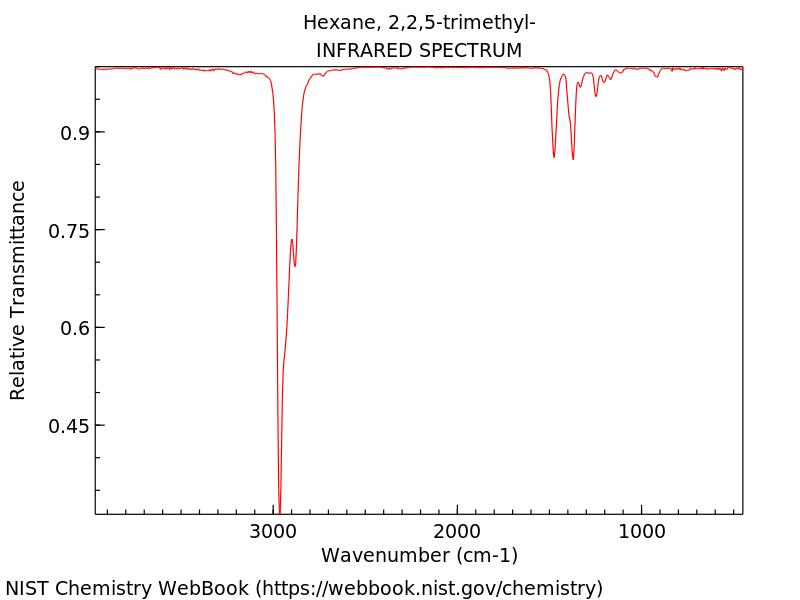 Hexane, 2,2,5-trimethyl-
INFRARED SPECTRUM
0.9
0.75
0.6
0.45
Relative Transmittance
3000 2000 1000
Wavenumber (cm-1)
NIST Chemistry WebBook (https://webbook.nist.gov/chemistry)